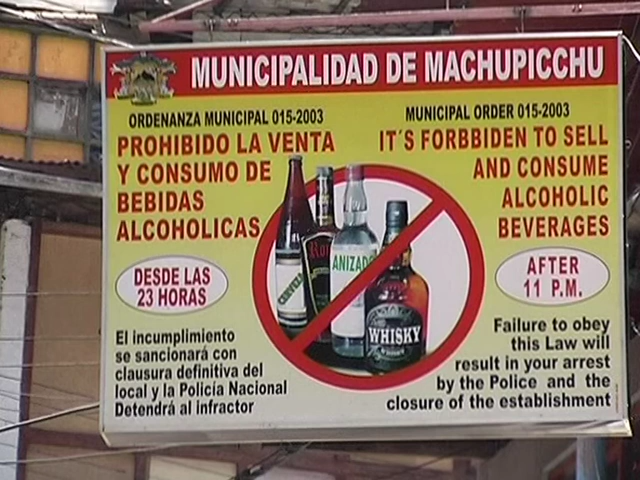 MUNICIPALIDAD DE MACHUPICCHU
ORDENANZA MUNICIPAL 015-2003
PROHIBIDO LA VENTA
Y CONSUMO DE
BEBIDAS
ALCOHOLICAS
DESDE LAS
23 HORAS
El incumplimiento
se sancionará con
clausura definitiva del
local y la Policía Nacional
Detendrá al infractor
MUNICIPAL ORDER 015-2003
IT´S FORBBIDEN TO SELL
AND CONSUME
ALCOHOLIC
BEVERAGES
AFTER
11 P.M.
Failure to obey
this Law will
result in your arrest
by the Police and the
closure of the establishment
CERVEZA
Ron
ANIZADO
WHISKY